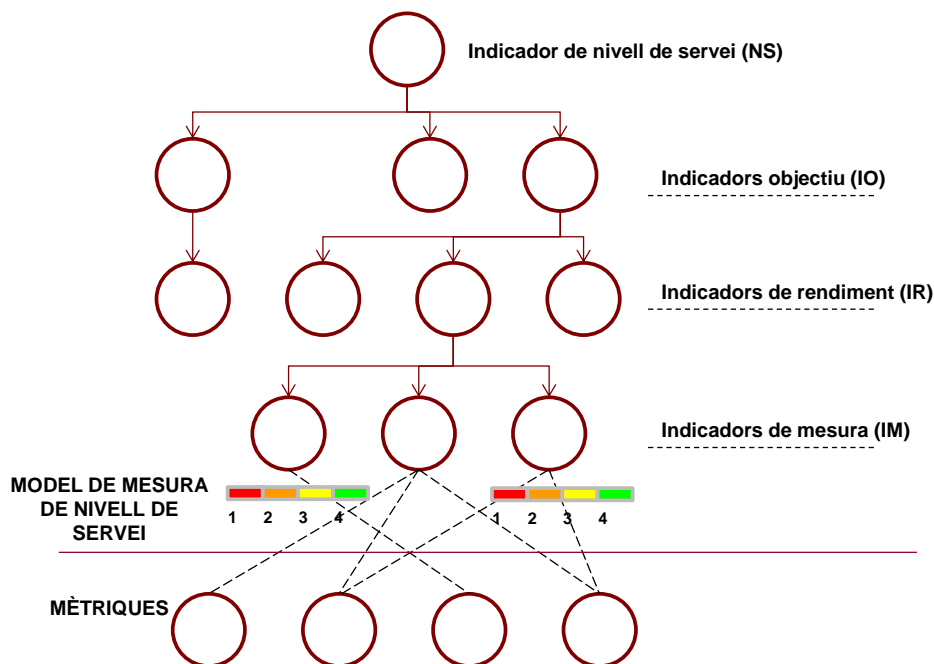 Indicador de nivell de servei (NS)
Indicadors objectiu (IO)
Indicadors de rendiment (IR)
Indicadors de mesura (IM)
MODEL DE MESURA
DE NIVELL DE
SERVEI
1 2 3 4
1 2 3 4
MÈTRIQUES